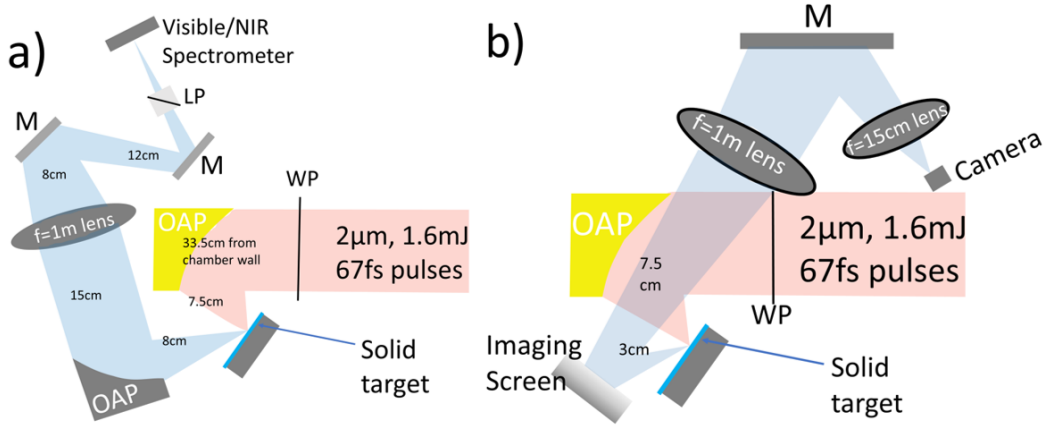 a)
Visible/NIR
Spectrometer
LP
M
M
12cm
8cm
WP
f=1m lens
OAP
33.5cm from
chamber wall
2μm, 1.6mJ
67fs pulses
15cm
7.5cm
8cm
Solid
target
OAP
b)
M
f=1m lens
f=15cm lens
Camera
OAP
2μm, 1.6mJ
67fs pulses
7.5
cm
WP
Imaging
Screen
3cm
Solid
target